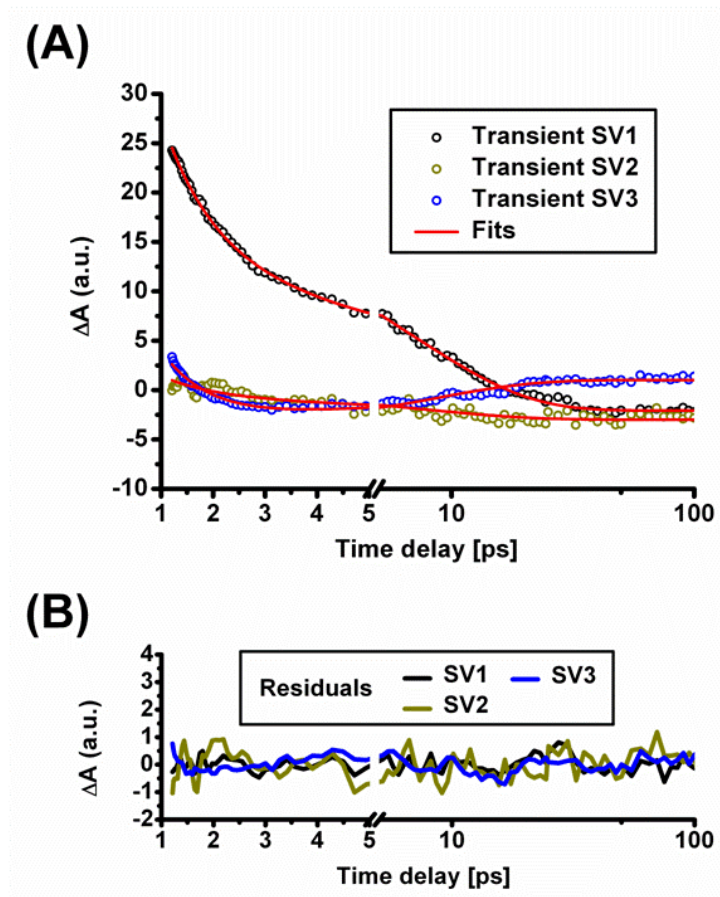 (A)
30
25
20
15
10
5
0
-5
-10
ΔA (a.u.)
Transient SV1
Transient SV2
Transient SV3
Fits
1 2 3 4 5 10 100
Time delay [ps]
(B)
4
3
2
1
0
-1
-2
ΔA (a.u.)
Residuals
SV1 SV3
SV2
1 2 3 4 5 10 100
Time delay [ps]